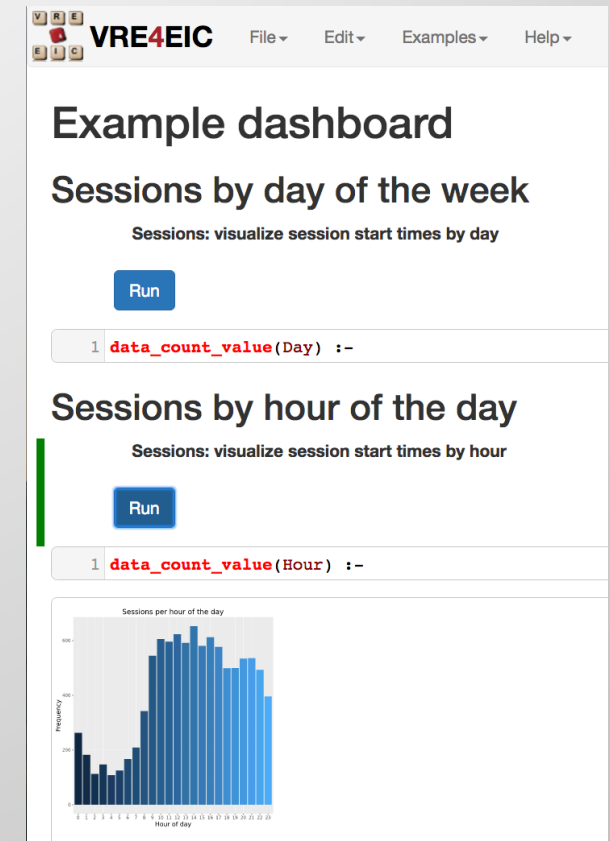 V R E
E I C
VRE4EIC File Edit Examples Help
Example dashboard
Sessions by day of the week
Sessions: visualize session start times by day
Run
1 data_count_value(Day) :-
Sessions by hour of the day
Sessions: visualize session start times by hour
Run
1 data_count_value(Hour) :-
Sessions per hour of the day
600
400
200
0
Frequency
0 1 2 3 4 5 6 7 8 9 10 11 12 13 14 15 16 17 18 19 20 21 22 23
Hour of day